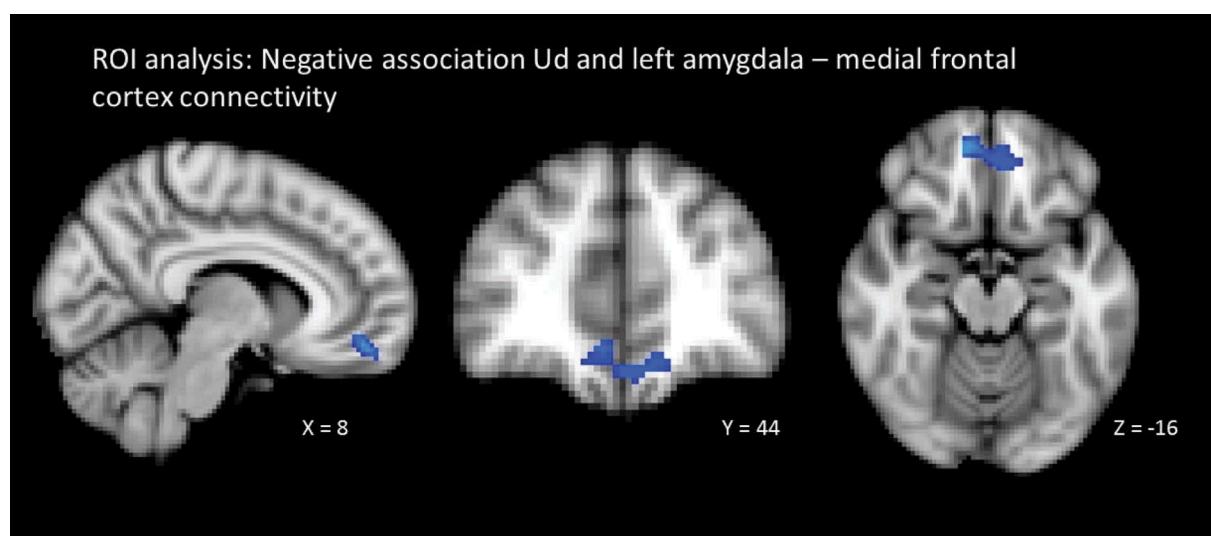 ROI analysis: Negative association Ud and left amygdala – medial frontal
cortex connectivity
X = 8
Y = 44
Z = -16